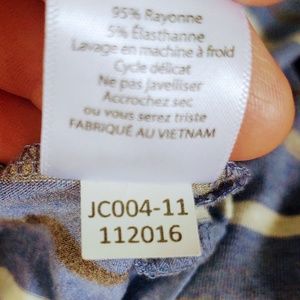 95% Rayonne
5% Élasthanne
Lavage en machine à froid
Cycle délicat
Ne pas javelliser
Accrochez sec
ou vous serez triste
FABRIQUÉ AU VIETNAM
JC004-11
112016